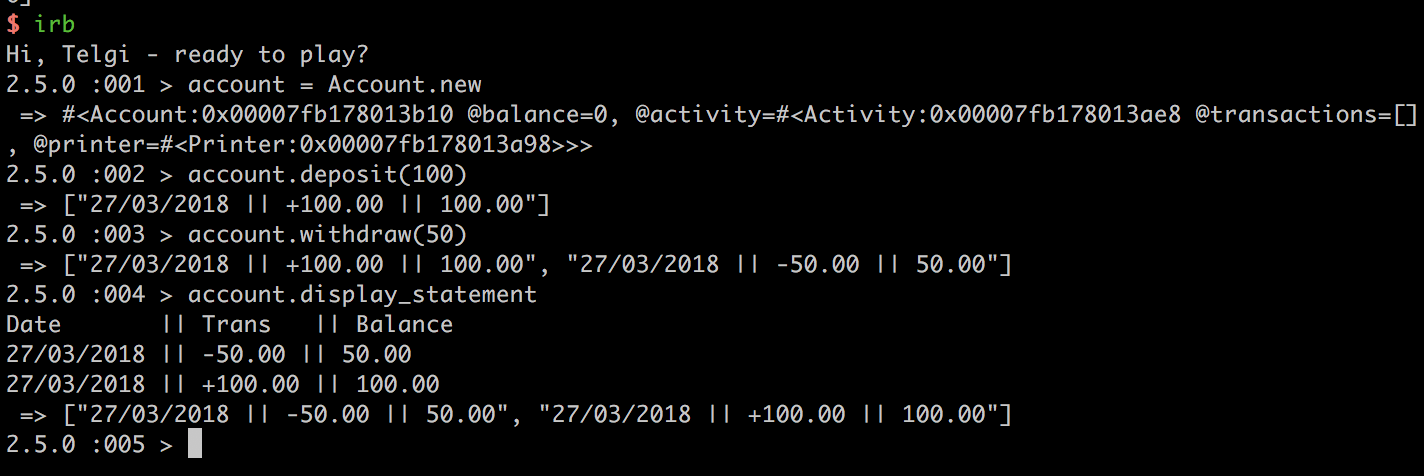 $ irb
Hi, Telgi - ready to play?
2.5.0 :001 > account = Account.new
 => #<Account:0x00007fb178013b10 @balance=0, @activity=#<Activity:0x00007fb178013ae8 @transactions=[]
, @printer=#<Printer:0x00007fb178013a98>>>
2.5.0 :002 > account.deposit(100)
 => ["27/03/2018 || +100.00 || 100.00"]
2.5.0 :003 > account.withdraw(50)
 => ["27/03/2018 || +100.00 || 100.00", "27/03/2018 || -50.00 || 50.00"]
2.5.0 :004 > account.display_statement
Date       || Trans   || Balance
27/03/2018 || -50.00 || 50.00
27/03/2018 || +100.00 || 100.00
 => ["27/03/2018 || -50.00 || 50.00", "27/03/2018 || +100.00 || 100.00"]
2.5.0 :005 >